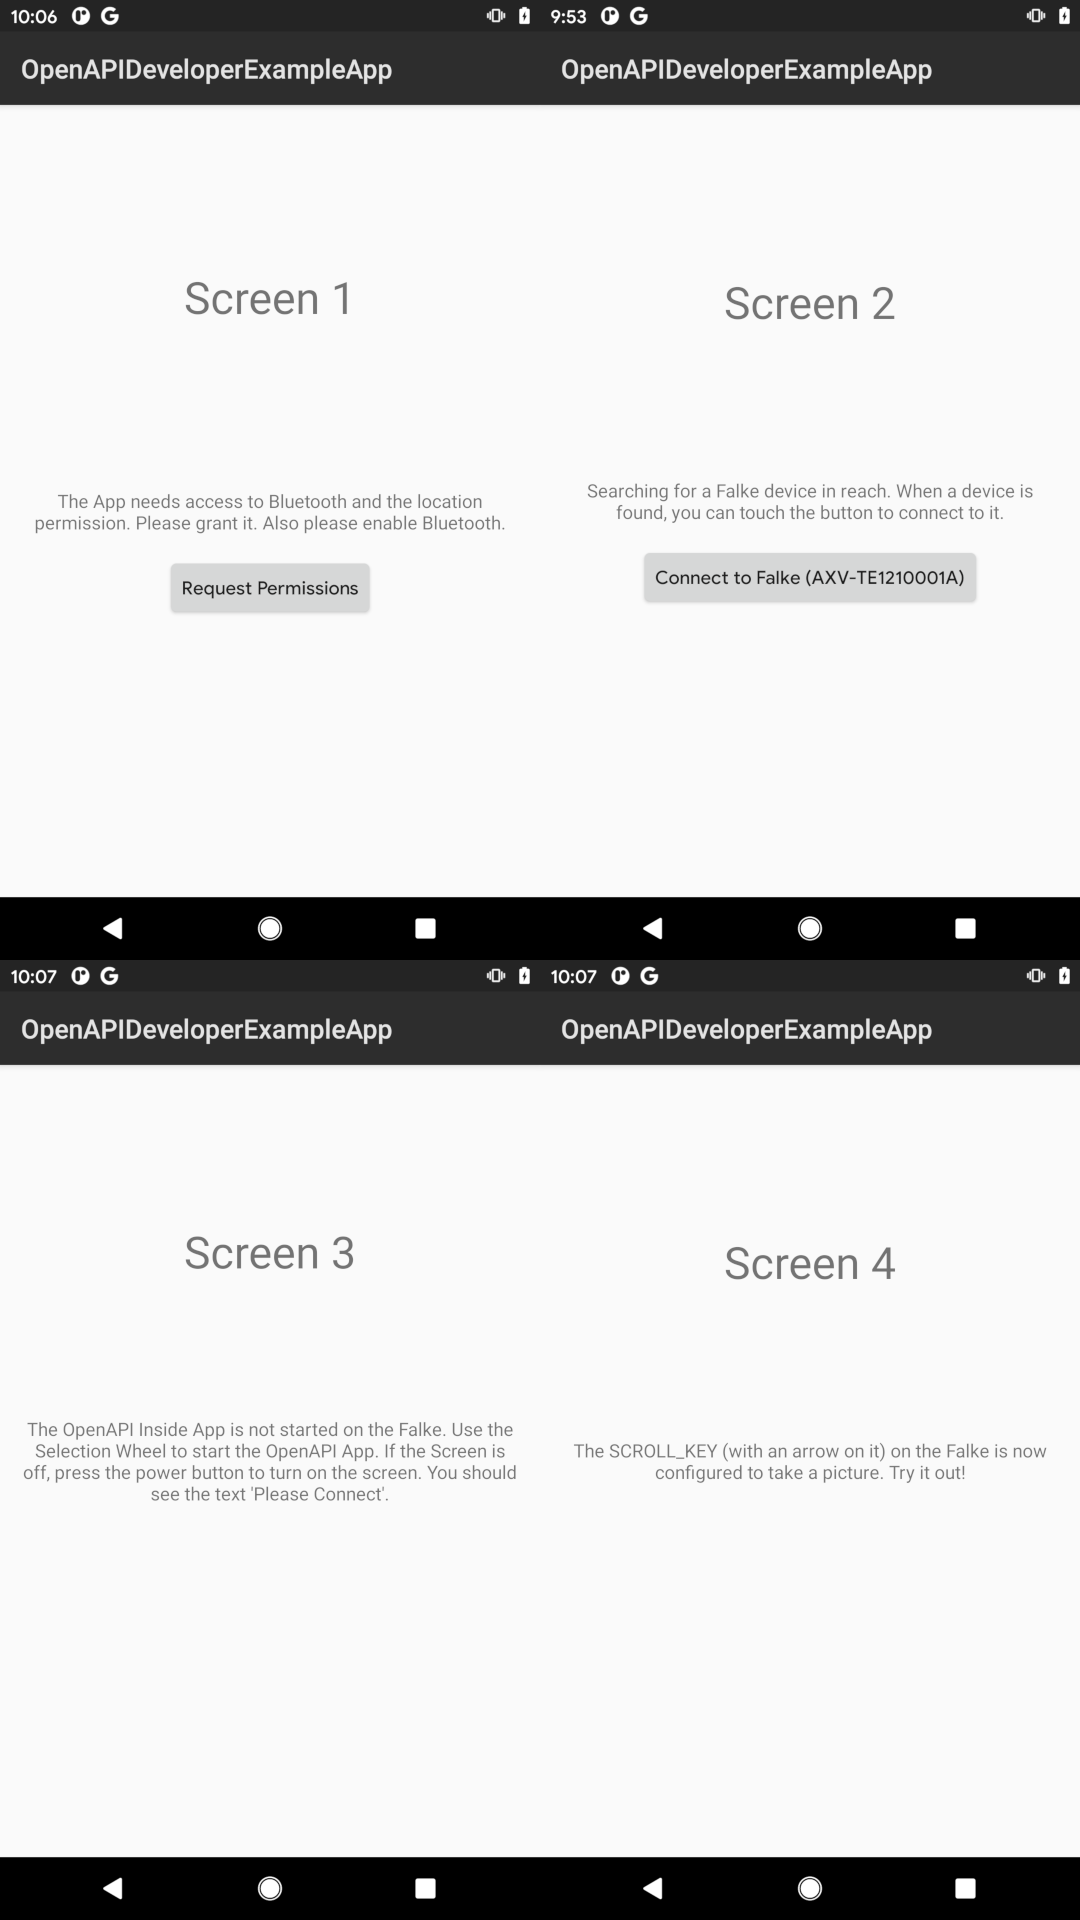 10:06
OpenAPIDeveloperExampleApp
Screen 1
The App needs access to Bluetooth and the location
permission. Please grant it. Also please enable Bluetooth.
Request Permissions
9:53
OpenAPIDeveloperExampleApp
Screen 2
Searching for a Falke device in reach. When a device is
found, you can touch the button to connect to it.
Connect to Falke (AXV-TE1210001A)
10:07
OpenAPIDeveloperExampleApp
Screen 3
The OpenAPI Inside App is not started on the Falke. Use the
Selection Wheel to start the OpenAPI App. If the Screen is
off, press the power button to turn on the screen. You should
see the text 'Please Connect'.
10:07
OpenAPIDeveloperExampleApp
Screen 4
The SCROLL_KEY (with an arrow on it) on the Falke is now
configured to take a picture. Try it out!